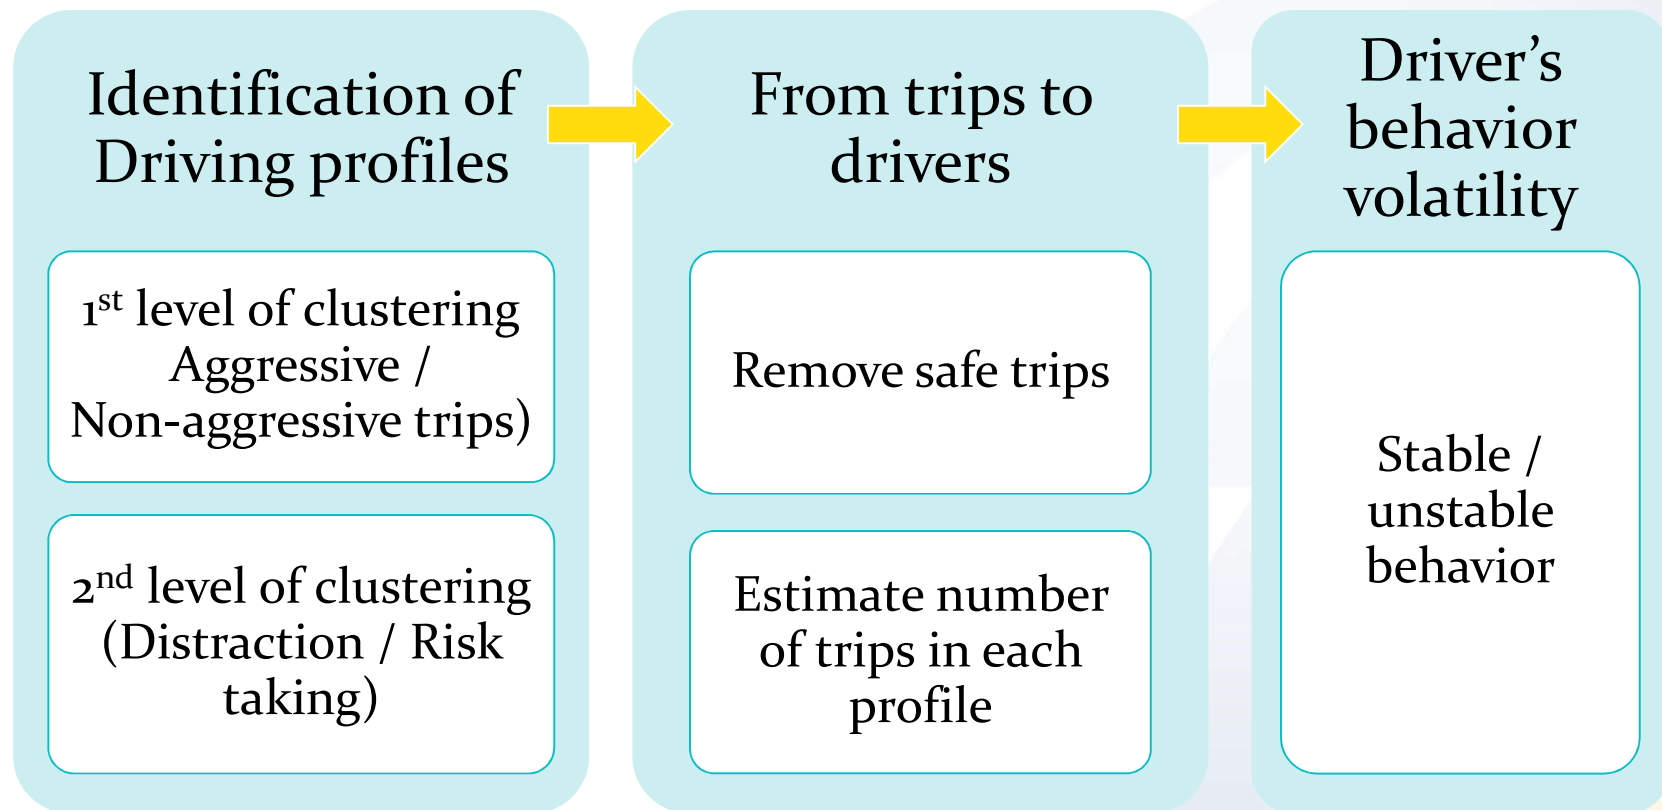 Identification of
Driving profiles
1st level of clustering
Aggressive /
Non-aggressive trips)
2nd level of clustering
(Distraction / Risk
taking)
From trips to
drivers
Remove safe trips
Estimate number
of trips in each
profile
Driver’s
behavior
volatility
Stable /
unstable
behavior